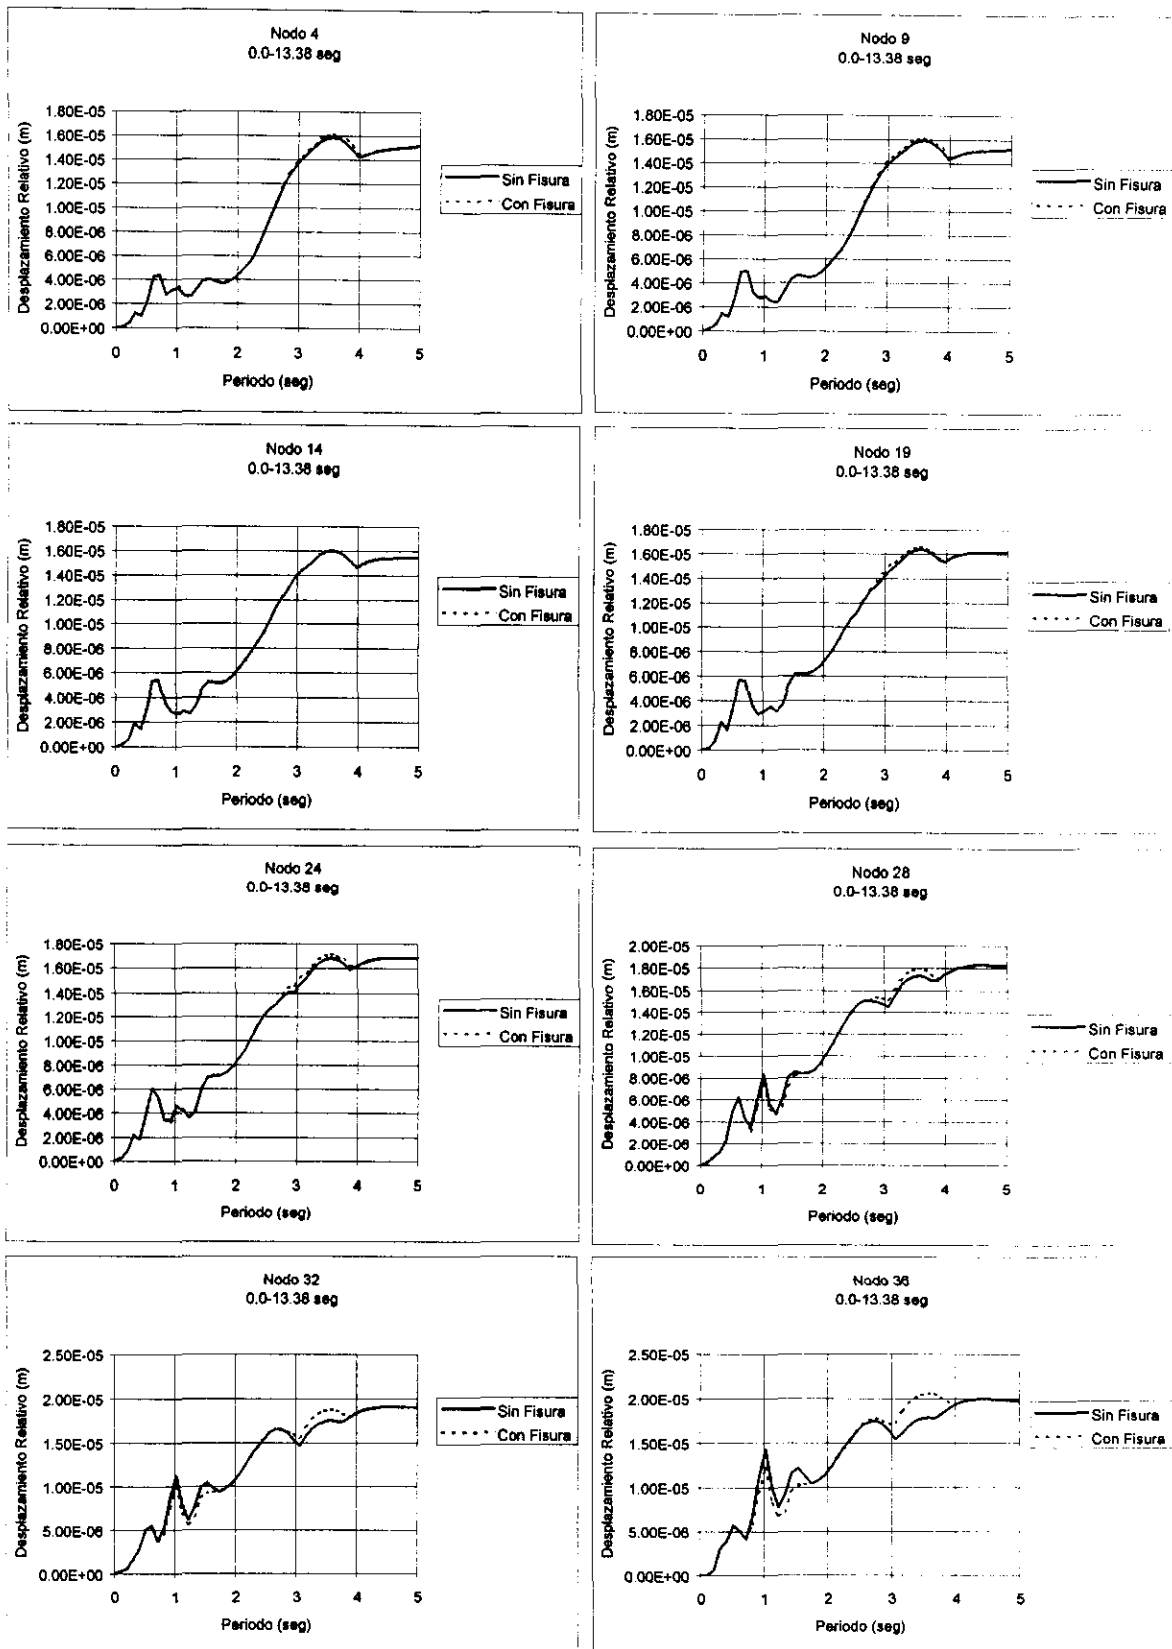 Nodo 4
0.0-13.38 seg
Desplazamiento Relativo (m)
1.80E-05
1.60E-05
1.40E-05
1.20E-05
1.00E-05
8.00E-06
6.00E-06
4.00E-06
2.00E-06
0.00E+00
0 1 2 3 4 5
Periodo (seg)
Sin Fisura
Con Fisura
Nodo 9
0.0-13.38 seg
Desplazamiento Relativo (m)
1.80E-05
1.60E-05
1.40E-05
1.20E-05
1.00E-05
8.00E-06
6.00E-06
4.00E-06
2.00E-06
0.00E+00
0 1 2 3 4 5
Periodo (seg)
Sin Fisura
Con Fisura
Nodo 14
0.0-13.38 seg
Desplazamiento Relativo (m)
1.80E-05
1.60E-05
1.40E-05
1.20E-05
1.00E-05
8.00E-06
6.00E-06
4.00E-06
2.00E-06
0.00E+00
0 1 2 3 4 5
Periodo (seg)
Sin Fisura
Con Fisura
Nodo 19
0.0-13.38 seg
Desplazamiento Relativo (m)
1.80E-05
1.60E-05
1.40E-05
1.20E-05
1.00E-05
8.00E-06
6.00E-06
4.00E-06
2.00E-06
0.00E+00
0 1 2 3 4 5
Periodo (seg)
Sin Fisura
Con Fisura
Nodo 24
0.0-13.38 seg
Desplazamiento Relativo (m)
1.80E-05
1.60E-05
1.40E-05
1.20E-05
1.00E-05
8.00E-06
6.00E-06
4.00E-06
2.00E-06
0.00E+00
0 1 2 3 4 5
Periodo (seg)
Sin Fisura
Con Fisura
Nodo 28
0.0-13.38 seg
Desplazamiento Relativo (m)
2.00E-05
1.80E-05
1.60E-05
1.40E-05
1.20E-05
1.00E-05
8.00E-06
6.00E-06
4.00E-06
2.00E-06
0.00E+00
0 1 2 3 4 5
Periodo (seg)
Sin Fisura
Con Fisura
Nodo 32
0.0-13.38 seg
Desplazamiento Relativo (m)
2.50E-05
2.00E-05
1.50E-05
1.00E-05
5.00E-06
0.00E+00
0 1 2 3 4 5
Periodo (seg)
Sin Fisura
Con Fisura
Nodo 36
0.0-13.38 seg
Desplazamiento Relativo (m)
2.50E-05
2.00E-05
1.50E-05
1.00E-05
5.00E-06
0.00E+00
0 1 2 3 4 5
Periodo (seg)
Sin Fisura
Con Fisura